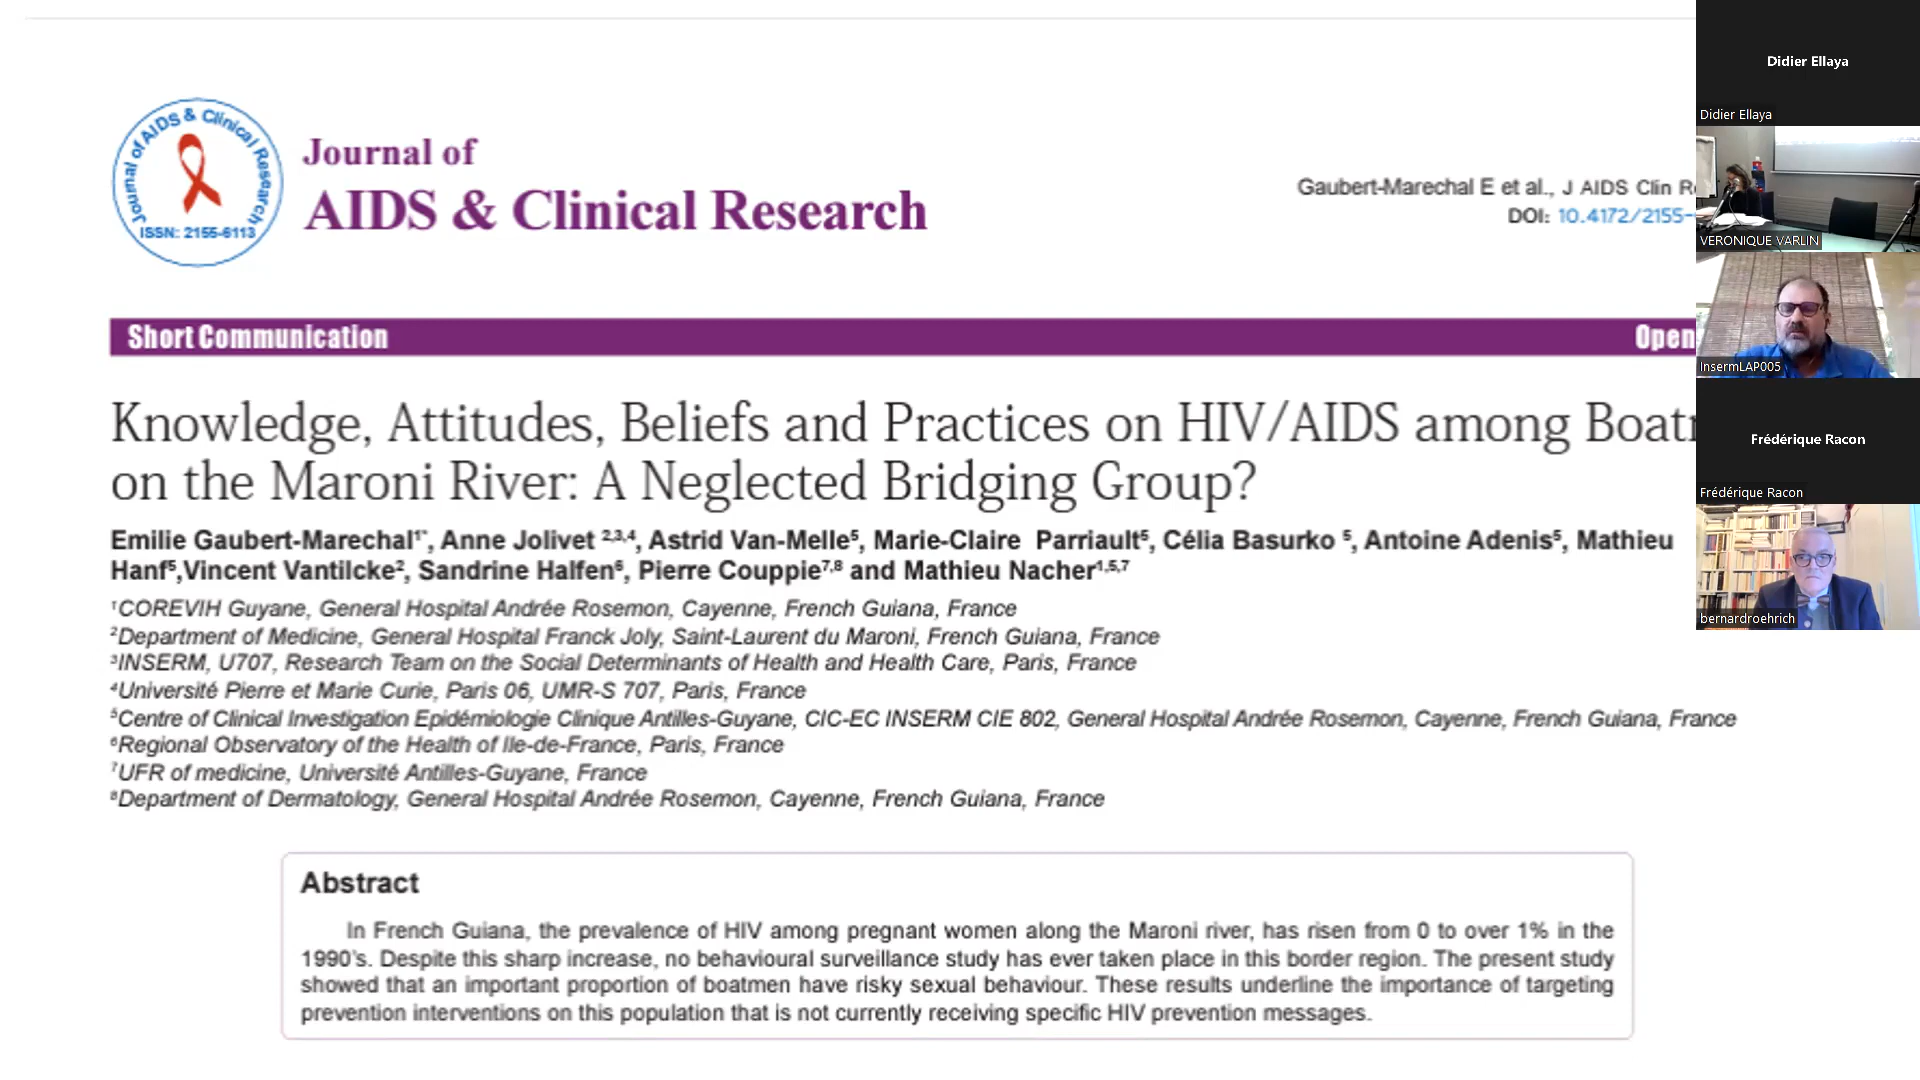 Journal of AIDS & Clinical Research
ISSN: 2155-6113
Journal of
AIDS & Clinical Research
Gaubert-Marechal E et al., J AIDS Clin
DOI: 10.4172/2155-
Short Communication
Open
Knowledge, Attitudes, Beliefs and Practices on HIV/AIDS among
on the Maroni River: A Neglected Bridging Group?
Emilie Gaubert-Marechal1*, Anne Jolivet 2,3,4, Astrid Van-Melle5, Marie-Claire Parriault5, Célia Basurko 5, Antoine Adenis5, Mathieu
Hanf5,Vincent Vantilcke2, Sandrine Halfen6, Pierre Couppie7,8 and Mathieu Nacher1,5,7
1COREVIH Guyane, General Hospital Andrée Rosemon, Cayenne, French Guiana, France
2Department of Medicine, General Hospital Franck Joly, Saint-Laurent du Maroni, French Guiana, France
3INSERM, U707, Research Team on the Social Determinants of Health and Health Care, Paris, France
4Université Pierre et Marie Curie, Paris 06, UMR-S 707, Paris, France
5Centre of Clinical Investigation Epidémiologie Clinique Antilles-Guyane, CIC-EC INSERM CIE 802, General Hospital Andrée Rosemon, Cayenne, French Guiana, France
6Regional Observatory of the Health of Ile-de-France, Paris, France
7UFR of medicine, Université Antilles-Guyane, France
8Department of Dermatology, General Hospital Andrée Rosemon, Cayenne, French Guiana, France
Abstract
In French Guiana, the prevalence of HIV among pregnant women along the Maroni river, has risen from 0 to over 1% in the
1990's. Despite this sharp increase, no behavioural surveillance study has ever taken place in this border region. The present study
showed that an important proportion of boatmen have risky sexual behaviour. These results underline the importance of targeting
prevention interventions on this population that is not currently receiving specific HIV prevention messages.
Didier Ellaya
Didier Ellaya
VERONIQUE VARLIN
InsermLAP005
Frédérique Racon
Frédérique Racon
bernardroehrich